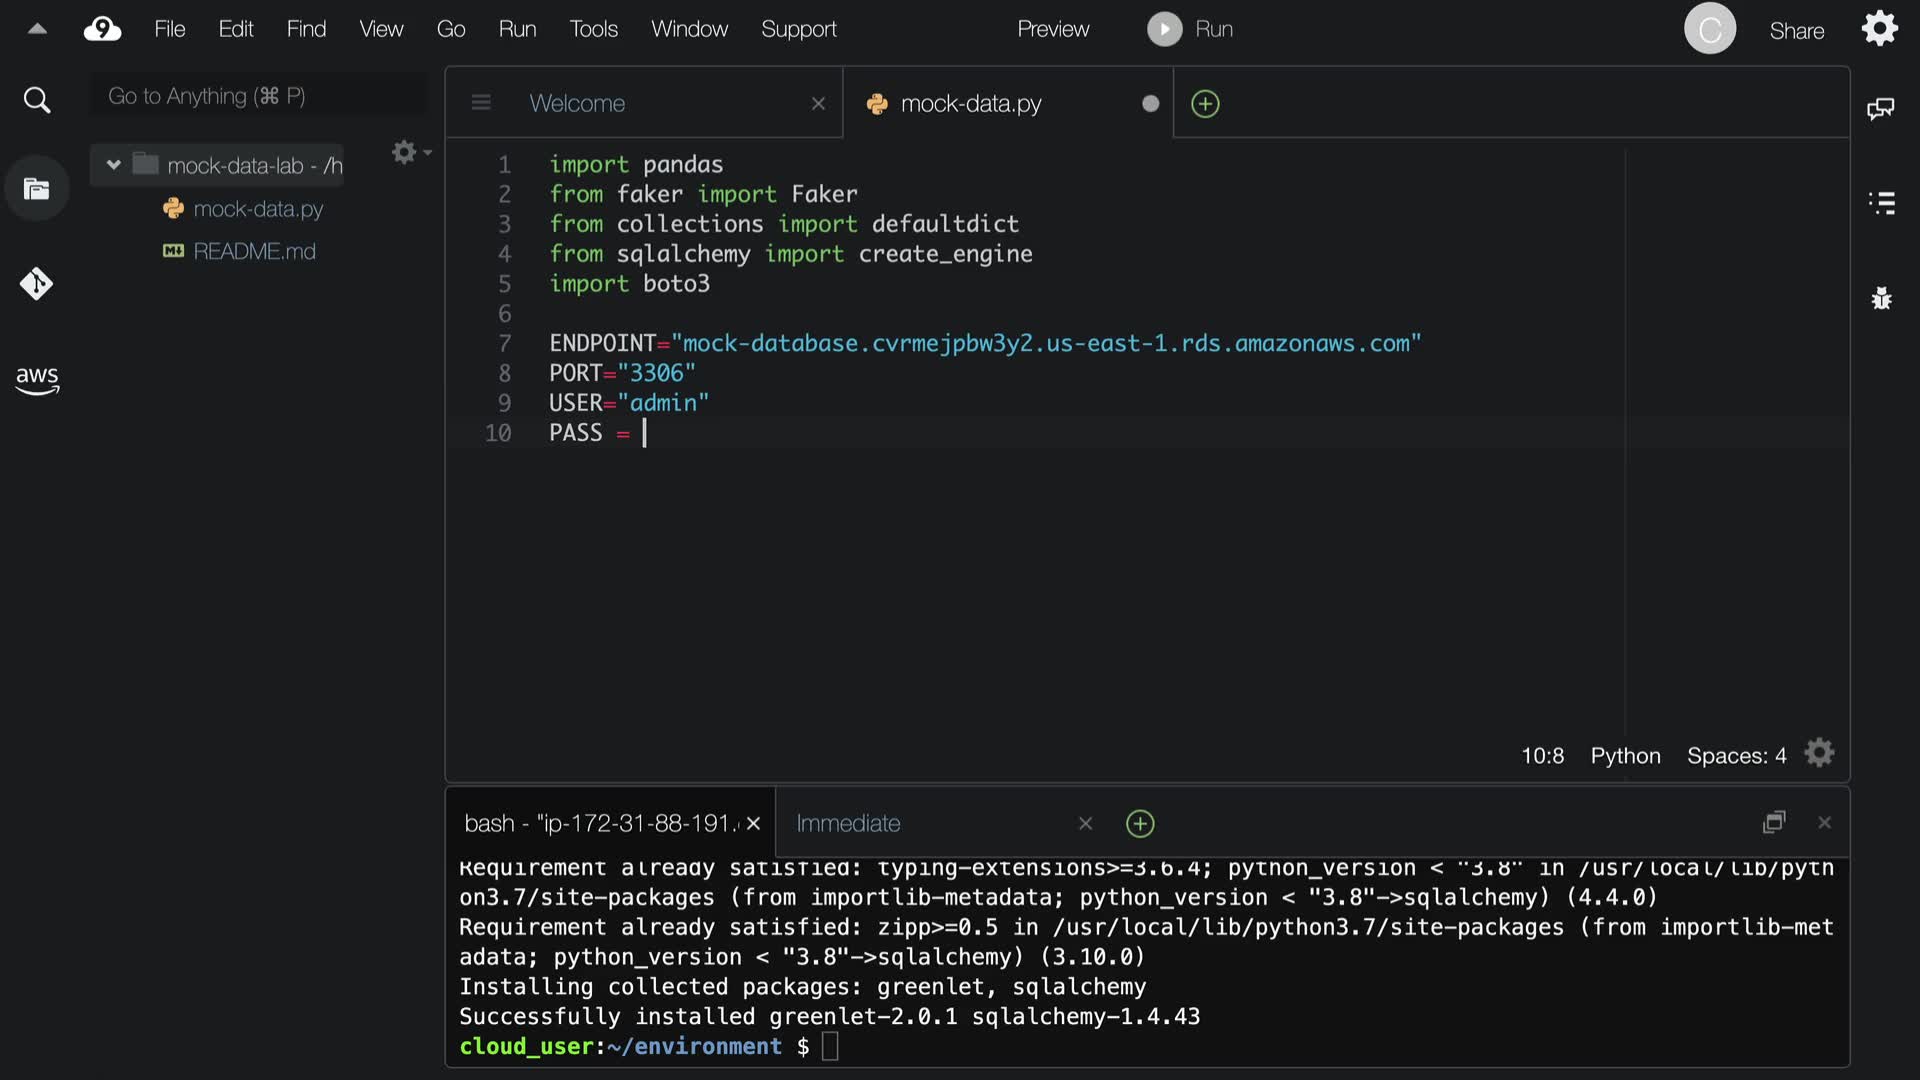 9 File Edit Find View Go Run Tools Window Support Preview Run C Share
Go to Anything (⌘ P)
mock-data-lab - /h
mock-data.py
README.md
aws
Welcome
mock-data.py
1 import pandas
2 from faker import Faker
3 from collections import defaultdict
4 from sqlalchemy import create_engine
5 import boto3
6
7 ENDPOINT="mock-database.cvrmejpbw3y2.us-east-1.rds.amazonaws.com"
8 PORT="3306"
9 USER="admin"
10 PASS =
10:8 Python Spaces: 4
bash - "ip-172-31-88-191. Immediate
Requirement already satisfied: typing-extensions>=3.6.4; python_version < "3.8" in /usr/local/lib/pyth
on3.7/site-packages (from importlib-metadata; python_version < "3.8"->sqlalchemy) (4.4.0)
Requirement already satisfied: zipp>=0.5 in /usr/local/lib/python3.7/site-packages (from importlib-met
adata; python_version < "3.8"->sqlalchemy) (3.10.0)
Installing collected packages: greenlet, sqlalchemy
Successfully installed greenlet-2.0.1 sqlalchemy-1.4.43
cloud_user:~/environment $